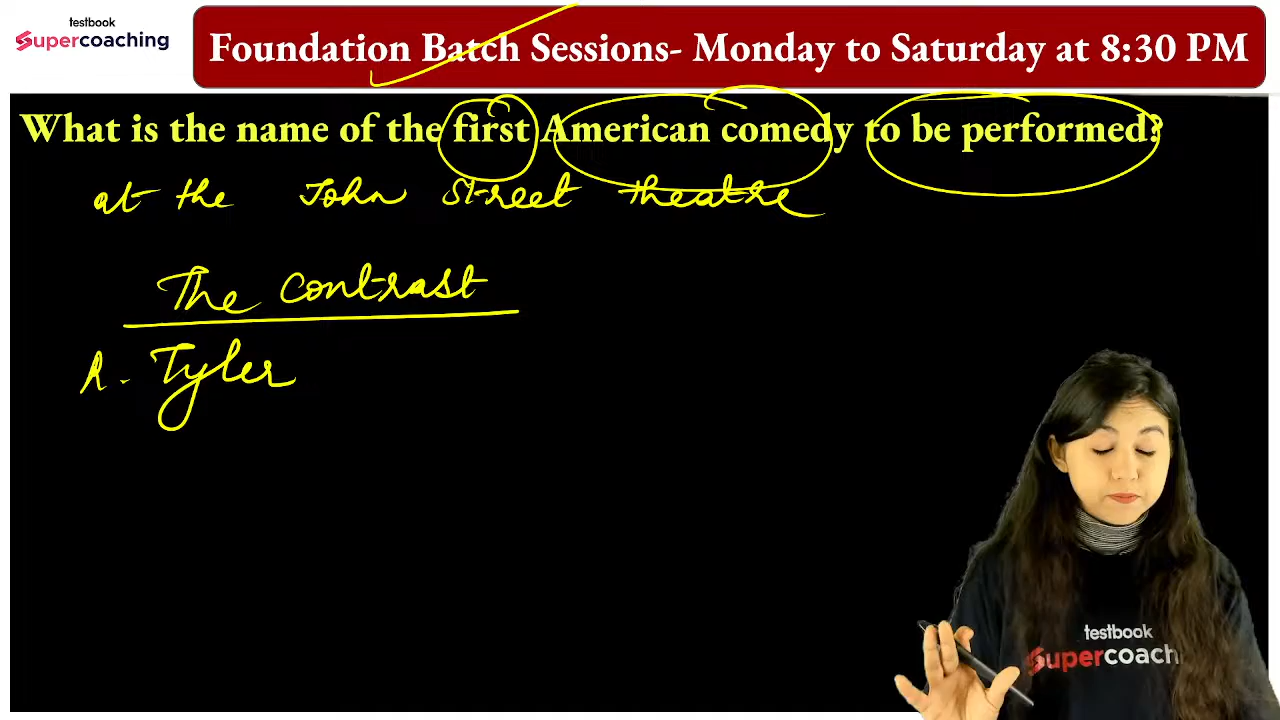 testbook
Supercoaching
Foundation Batch Sessions- Monday to Saturday at 8:30 PM
What is the name of the first American comedy to be performed?
at the John Street theatre
The Contrast
R. Tyler
testbook
Supercoach